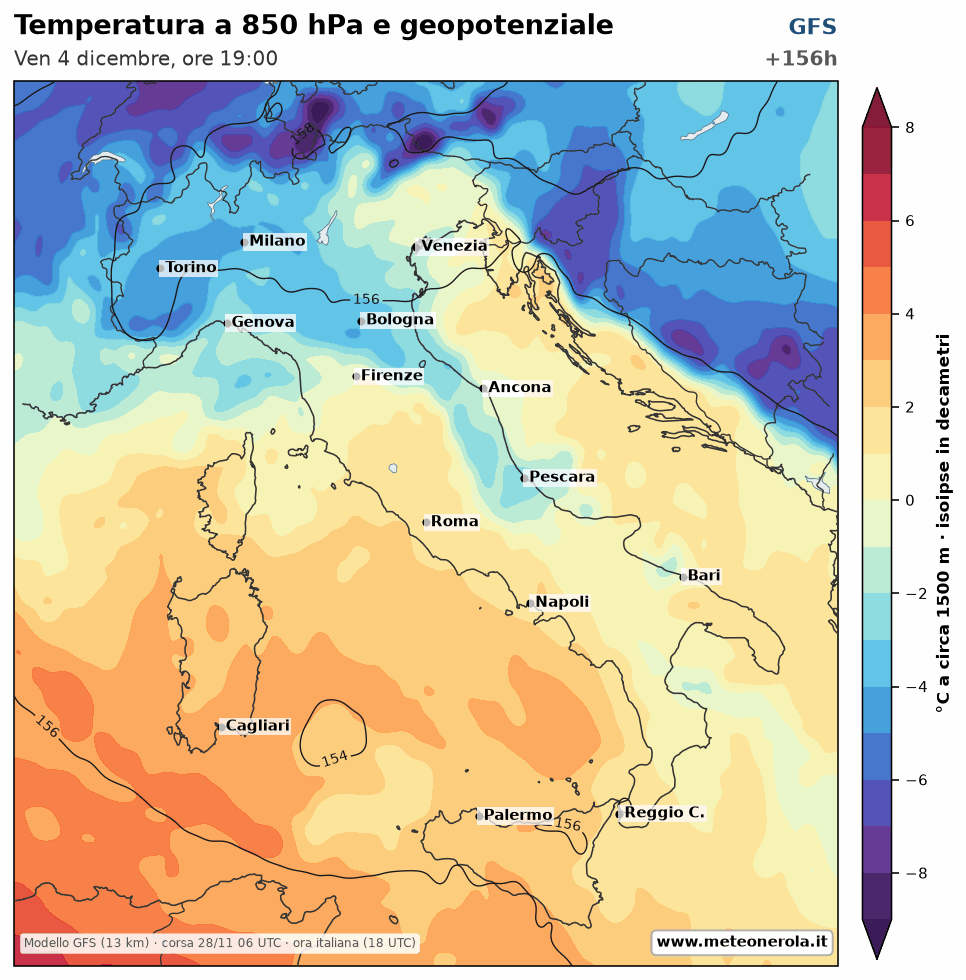 Temperatura a 850 hPa e geopotenziale
GFS
Ven 4 dicembre, ore 19:00
+156h
158
Milano
Venezia
Torino
156
Genova
Bologna
Firenze
Ancona
Pescara
Roma
Bari
Napoli
156
Cagliari
154
Palermo
156
Reggio C.
Modello GFS (13 km) · corsa 28/11 06 UTC · ora italiana (18 UTC)
www.meteonerola.it
8
6
4
2
0
−2
−4
−6
−8
°C a circa 1500 m · isoipse in decametri